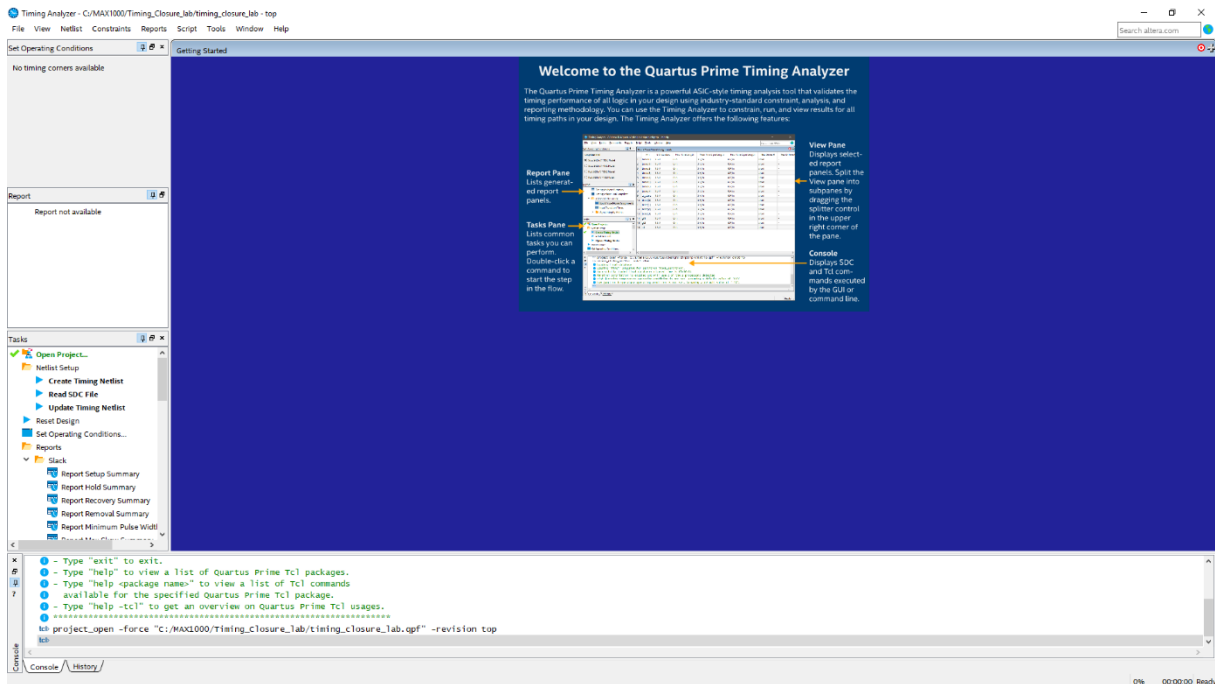 Timing Analyzer - C:/MAX1000/Timing_Closure_lab/timing_closure_lab - top
File View Netlist Constraints Reports Script Tools Window Help
Search altera.com
Set Operating Conditions
No timing corners available
Getting Started
Welcome to the Quartus Prime Timing Analyzer
The Quartus Prime Timing Analyzer is a powerful ASIC-style timing analysis tool that validates the
timing performance of all logic in your design using industry-standard constraint, analysis, and
reporting methodology. You can use the Timing Analyzer to constrain, run, and view results for all
timing paths in your design. The Timing Analyzer offers the following features:
Report Pane
Lists generat-
ed report
panels.
Tasks Pane
Lists common
tasks you can
perform.
Double-click a
command to
start the step
in the flow.
View Pane
Displays select-
ed report
panels. Split the
View pane into
subpanes by
dragging the
splitter control
in the upper
right corner of
the pane.
Console
Displays SDC
and Tcl com-
mands executed
by the GUI or
command line.
Report
Report not available
Tasks
Open Project...
Netlist Setup
Create Timing Netlist
Read SDC File
Update Timing Netlist
Reset Design
Set Operating Conditions...
Reports
Slack
Report Setup Summary
Report Hold Summary
Report Recovery Summary
Report Removal Summary
Report Minimum Pulse Widtl
- Type "exit" to exit.
- Type "help" to view a list of Quartus Prime Tcl packages.
- Type "help <package name>" to view a list of Tcl commands
available for the specified Quartus Prime Tcl package.
- Type "help -tcl" to get an overview on Quartus Prime Tcl usages.
*****************************************************************
tcl> project_open -force "C:/MAX1000/Timing_Closure_lab/timing_closure_lab.qpf" -revision top
tcl>
Console
Console History
0% 00:00:00 Ready